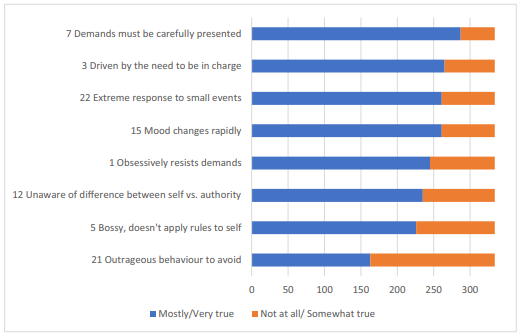 7 Demands must be carefully presented
3 Driven by the need to be in charge
22 Extreme response to small events
15 Mood changes rapidly
1 Obsessively resists demands
12 Unaware of difference between self vs. authority
5 Bossy, doesn't apply rules to self
21 Outrageous behaviour to avoid
0 50 100 150 200 250 300
Mostly/Very true Not at all/ Somewhat true